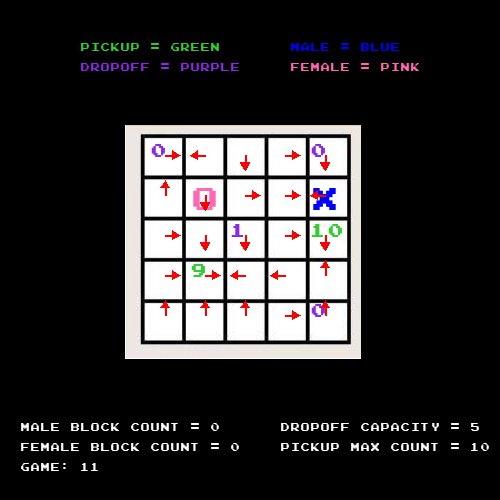 PICKUP = GREEN MALE = BLUE
DROPOFF = PURPLE FEMALE = PINK
0 0
0 X
1 10
9
0
MALE BLOCK COUNT = 0 DROPOFF CAPACITY = 5
FEMALE BLOCK COUNT = 0 PICKUP MAX COUNT = 10
GAME: 11